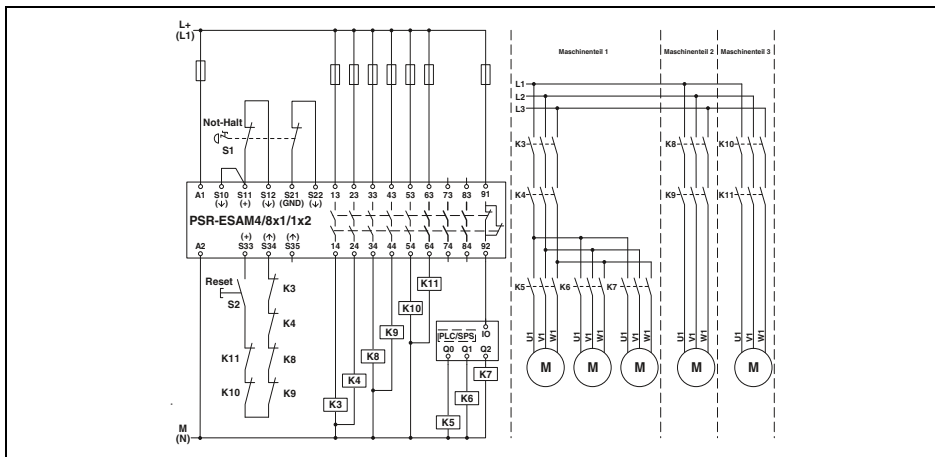 L+
(L1)
Maschinenteil 1 Maschinenteil 2 Maschinenteil 3
L1
L2
L3
Not-Halt
S1
K3 K8 K10
K4 K9 K11
A1 S10 S11 S12 S21 S22 13 23 33 43 53 63 73 83 91
(↓) (+) (↓) (GND) (↓)
PSR-ESAM4/8x1/1x2
(+) (↑) (↑)
A2 S33 S34 S35 14 24 34 44 54 64 74 84 92
Reset
S2
K3
K4
K11 K8
K10 K9
K11
K10
K9
K8
K4
K3
PLC/SPS IO
Q0 Q1 Q2
K7
K6
K5
K5 K6 K7
U1 V1 W1 U1 V1 W1 U1 V1 W1 U1 V1 W1 U1 V1 W1
M M M M M
M
(N)